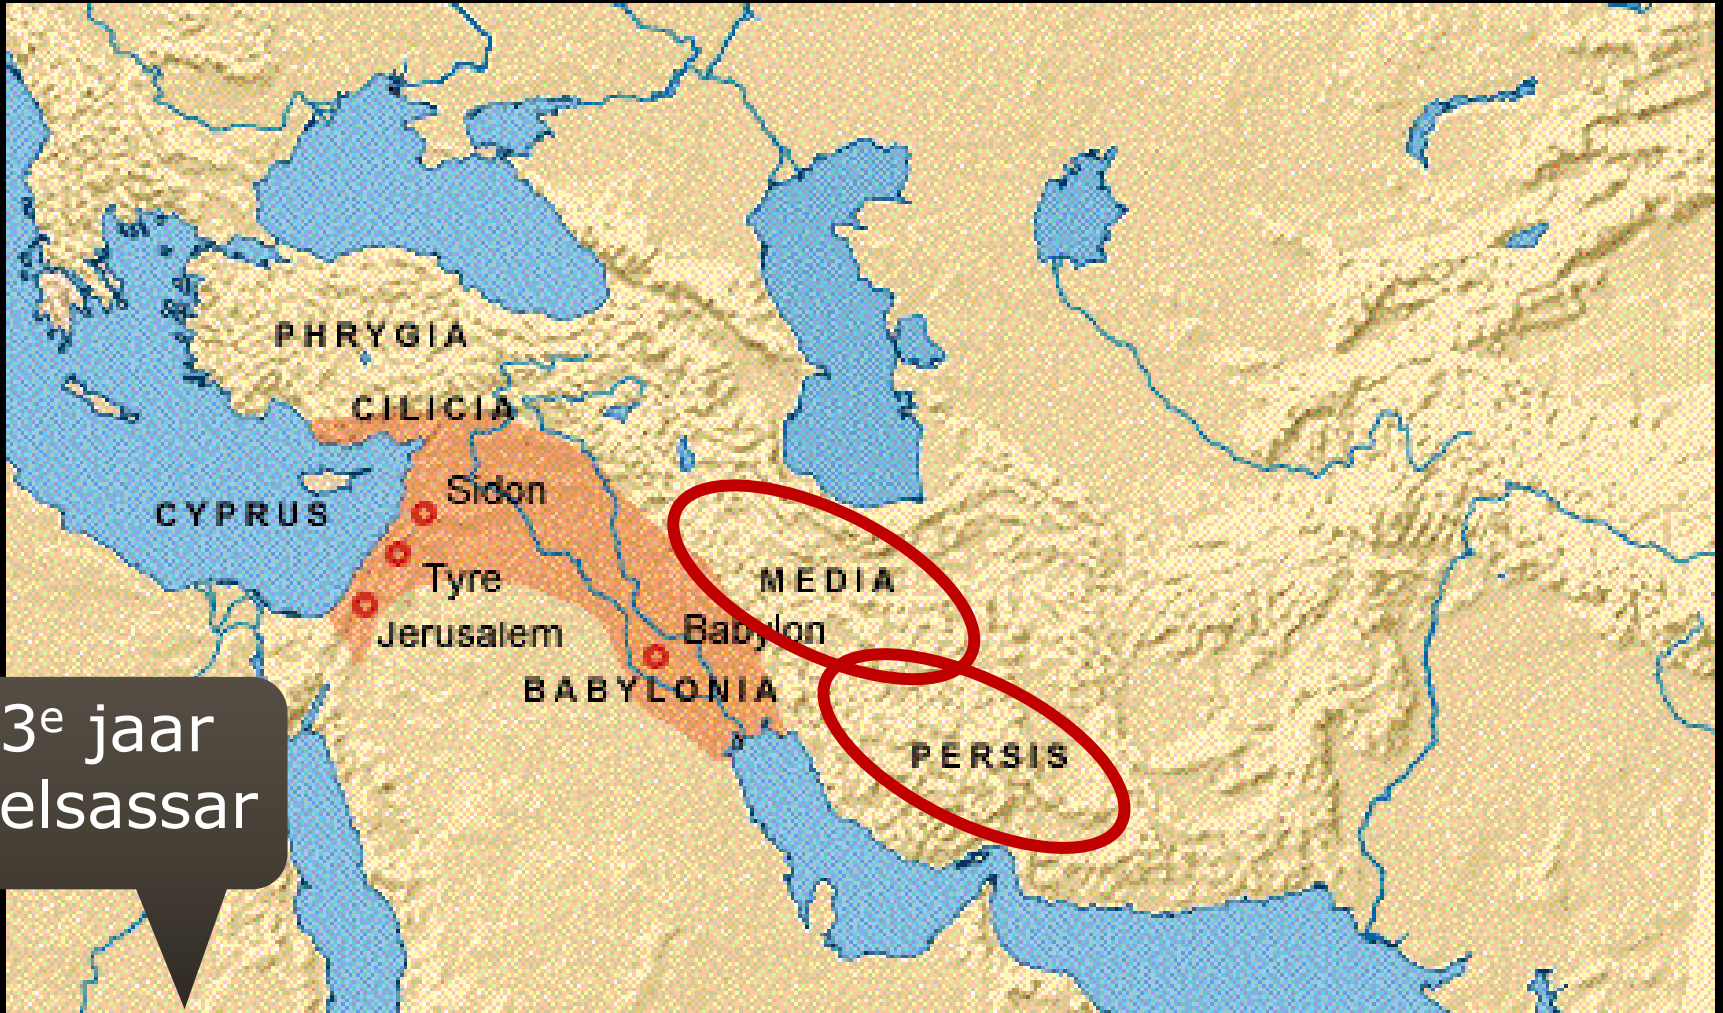 PHRYGIA
CILICIA
Sidon
CYPRUS
Tyre
MEDIA
Jerusalem
Babylon
BABYLONIA
PERSIS
3e jaar
elsassar